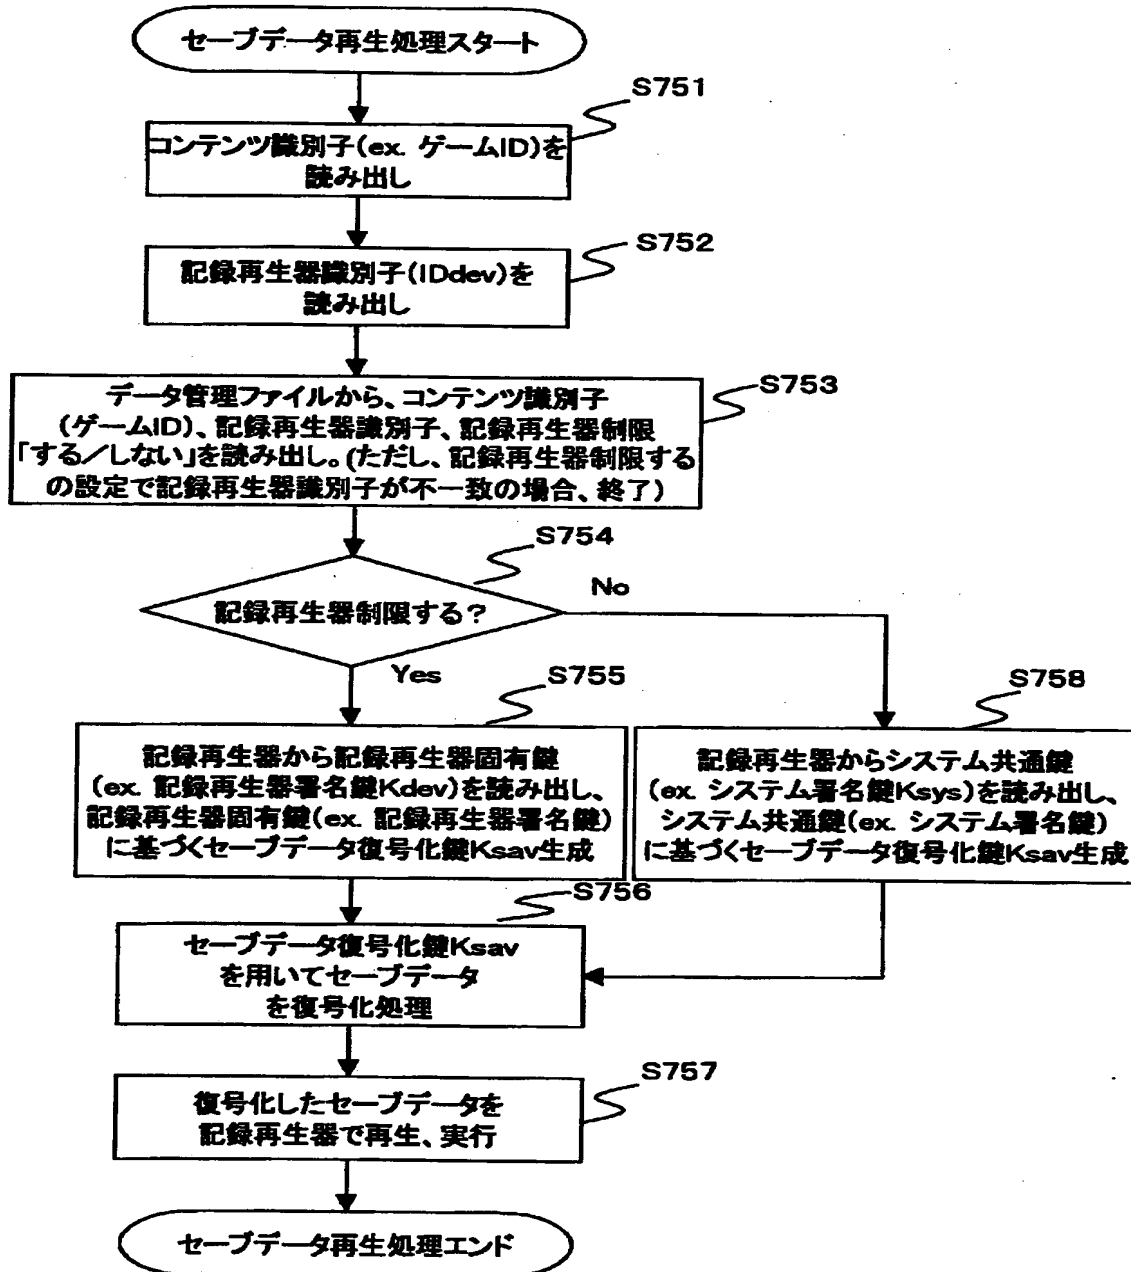 セーブデータ再生処理スタート
S751
コンテンツ識別子(ex. ゲームID)を
読み出し
S752
記録再生器識別子(IDdev)を
読み出し
S753
データ管理ファイルから、コンテンツ識別子
(ゲームID)、記録再生器識別子、記録再生器制限
「する/しない」を読み出し。(ただし、記録再生器制限する
の設定で記録再生器識別子が不一致の場合、終了)
S754
記録再生器制限する?
No
Yes
S755
記録再生器から記録再生器固有鍵
(ex. 記録再生器署名鍵Kdev)を読み出し、
記録再生器固有鍵(ex. 記録再生器署名鍵)
に基づくセーブデータ復号化鍵Ksav生成
S758
記録再生器からシステム共通鍵
(ex. システム署名鍵Ksys)を読み出し、
システム共通鍵(ex. システム署名鍵)
に基づくセーブデータ復号化鍵Ksav生成
S756
セーブデータ復号化鍵Ksav
を用いてセーブデータ
を復号化処理
S757
復号化したセーブデータを
記録再生器で再生、実行
セーブデータ再生処理エンド